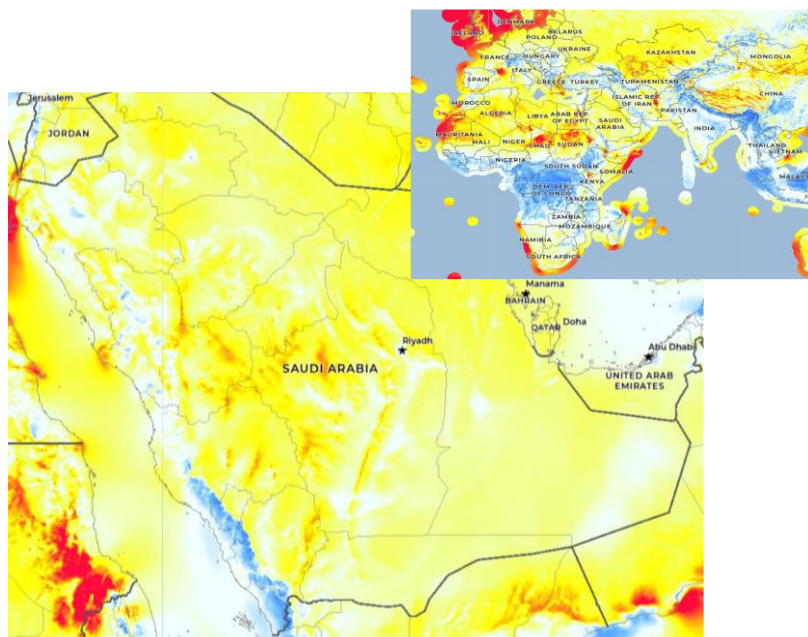 DENMARK
ICELAND
BELARUS
POLAND
UKRAINE
FRANCE
HUNGARY
KAZAKHSTAN
MONGOLIA
ITALY
SPAIN
GREECE
TURKEY
TURKMENISTAN
CHINA
MOROCCO
ISLAMIC REP.
OF IRAN
ALGERIA
LIBYA
ARAB REP.
OF EGYPT
SAUDI
ARABIA
PAKISTAN
MAURITANIA
MALI
NIGER
CHAD
SUDAN
INDIA
THAILAND
VIETNAM
NIGERIA
SOUTH SUDAN
SOMALIA
KENYA
DEM. REP.
OF CONGO
TANZANIA
ZAMBIA
MOZAMBIQUE
NAMIBIA
SOUTH AFRICA
Jerusalem
JORDAN
Manama
BAHRAIN
QATAR
Doha
Riyadh
Abu Dhabi
SAUDI ARABIA
UNITED ARAB
EMIRATES